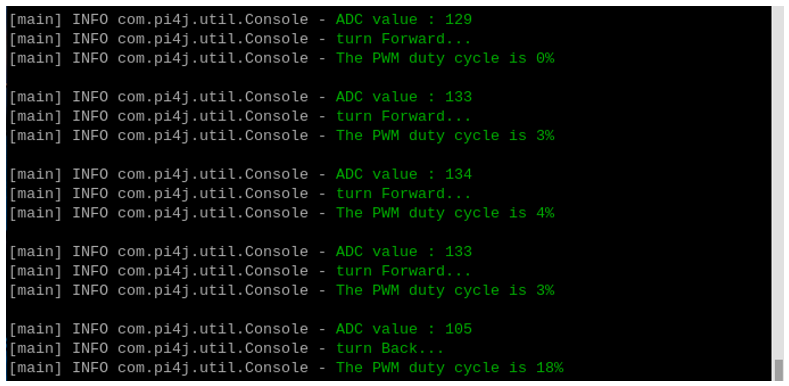 [main] INFO com.pi4j.util.Console - ADC value : 129
[main] INFO com.pi4j.util.Console - turn Forward...
[main] INFO com.pi4j.util.Console - The PWM duty cycle is 0%
[main] INFO com.pi4j.util.Console - ADC value : 133
[main] INFO com.pi4j.util.Console - turn Forward...
[main] INFO com.pi4j.util.Console - The PWM duty cycle is 3%
[main] INFO com.pi4j.util.Console - ADC value : 134
[main] INFO com.pi4j.util.Console - turn Forward...
[main] INFO com.pi4j.util.Console - The PWM duty cycle is 4%
[main] INFO com.pi4j.util.Console - ADC value : 133
[main] INFO com.pi4j.util.Console - turn Forward...
[main] INFO com.pi4j.util.Console - The PWM duty cycle is 3%
[main] INFO com.pi4j.util.Console - ADC value : 105
[main] INFO com.pi4j.util.Console - turn Back...
[main] INFO com.pi4j.util.Console - The PWM duty cycle is 18%